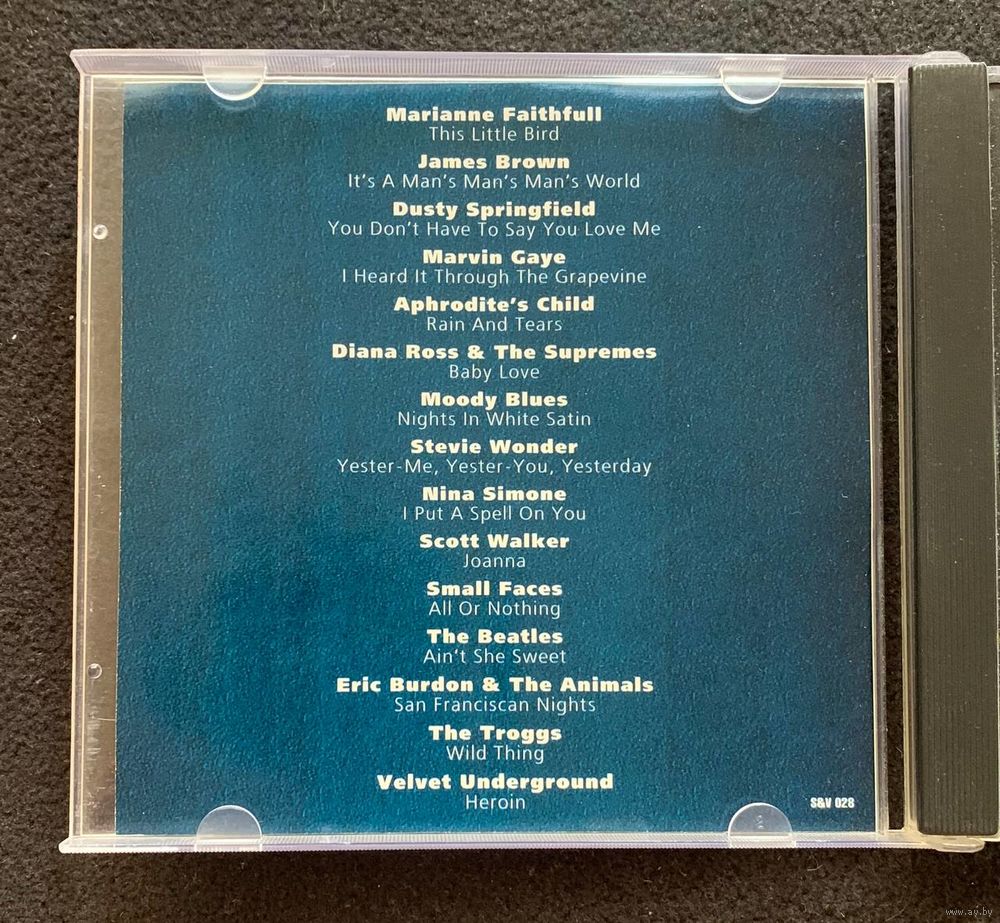 Marianne Faithfull
This Little Bird
James Brown
It's A Man's Man's Man's World
Dusty Springfield
You Don't Have To Say You Love Me
Marvin Gaye
I Heard It Through The Grapevine
Aphrodite's Child
Rain And Tears
Diana Ross & The Supremes
Baby Love
Moody Blues
Nights In White Satin
Stevie Wonder
Yester-Me, Yester-You, Yesterday
Nina Simone
I Put A Spell On You
Scott Walker
Joanna
Small Faces
All Or Nothing
The Beatles
Ain't She Sweet
Eric Burdon & The Animals
San Franciscan Nights
The Troggs
Wild Thing
Velvet Underground
Heroin
S&V 028
www.ay.by